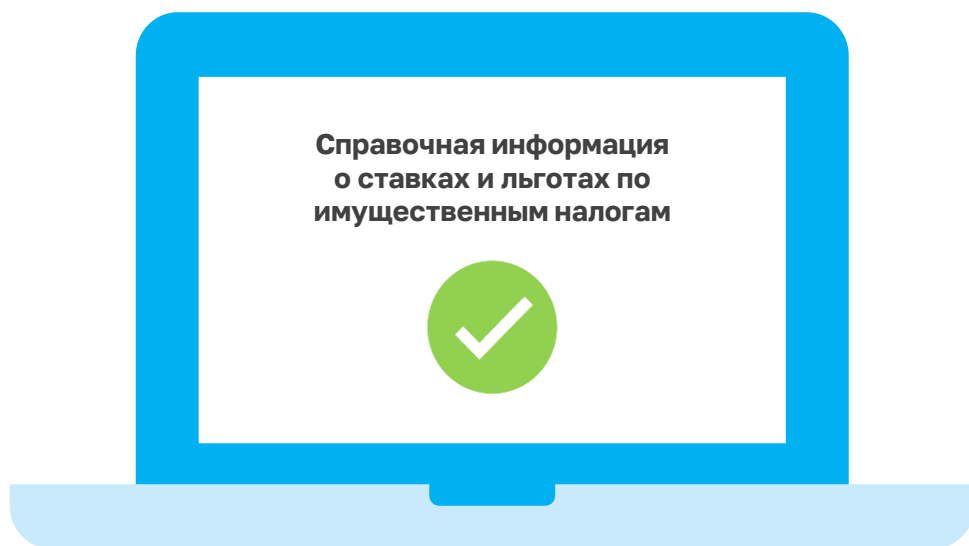 Справочная информация
о ставках и льготах по
имущественным налогам